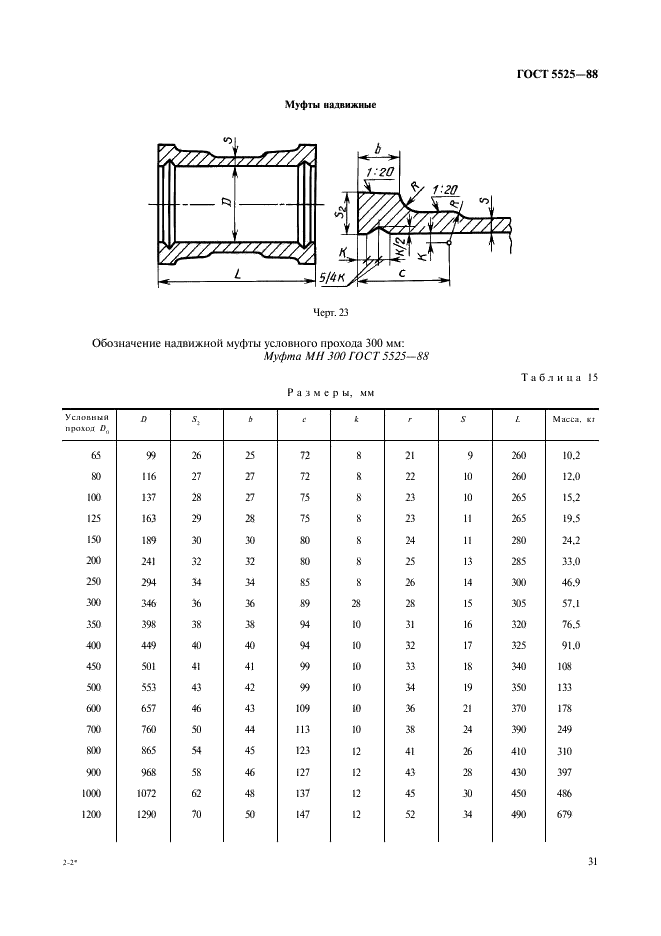 ГОСТ 5525—88
Муфты надвижные
S
D
L
b
1:20
R
1:20
R
S
S₂
K
K/2
K
5/4K
c
Черт. 23
Обозначение надвижной муфты условного прохода 300 мм:
Муфта МН 300 ГОСТ 5525—88
Таблица 15
Размеры, мм
Условный проход Dₙ D S₂ b c k r S L Масса, кг
65 99 26 25 72 8 21 9 260 10,2
80 116 27 27 72 8 22 10 260 12,0
100 137 28 27 75 8 23 10 265 15,2
125 163 29 28 75 8 23 11 265 19,5
150 189 30 30 80 8 24 11 280 24,2
200 241 32 32 80 8 25 13 285 33,0
250 294 34 34 85 8 26 14 300 46,9
300 346 36 36 89 28 28 15 305 57,1
350 398 38 38 94 10 31 16 320 76,5
400 449 40 40 94 10 32 17 325 91,0
450 501 41 41 99 10 33 18 340 108
500 553 43 42 99 10 34 19 350 133
600 657 46 43 109 10 36 21 370 178
700 760 50 44 113 10 38 24 390 249
800 865 54 45 123 12 41 26 410 310
900 968 58 46 127 12 43 28 430 397
1000 1072 62 48 137 12 45 30 450 486
1200 1290 70 50 147 12 52 34 490 679
2-2*
31